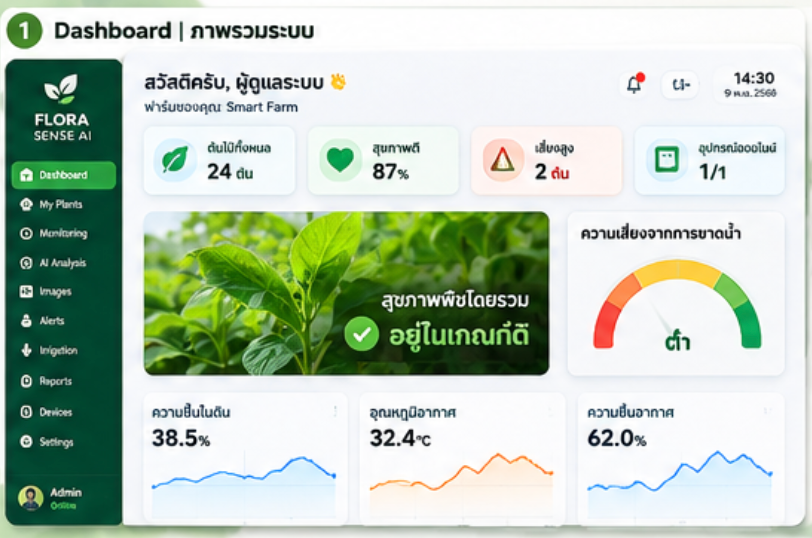 1 Dashboard | ภาพรวมระบบ
FLORA
SENSE AI
Dashboard
My Plants
Monitoring
AI Analysis
Images
Alerts
Irrigation
Reports
Devices
Settings
Admin
สวัสดีครับ, ผู้ดูแลระบบ 👋
ฟาร์มของคุณ Smart Farm
14:30
ต้นไม้ทั้งหมด
24 ต้น
สุขภาพดี
87%
เสี่ยงสูง
2 ต้น
อุปกรณ์ออนไลน์
1/1
สุขภาพพืชโดยรวม
อยู่ในเกณฑ์ดี
ความเสี่ยงจากการขาดน้ำ
ต่ำ
ความชื้นในดิน
38.5%
อุณหภูมิอากาศ
32.4°C
ความชื้นอากาศ
62.0%